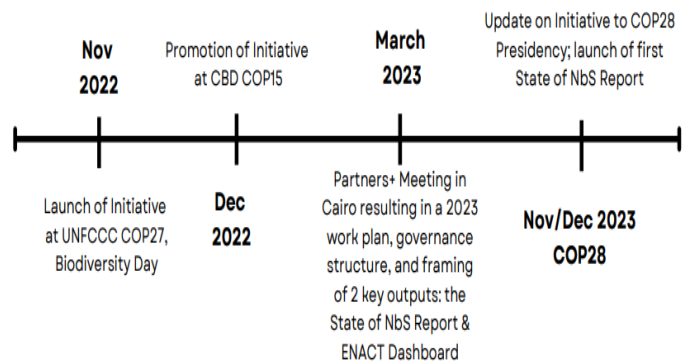 Nov
2022
Launch of Initiative
at UNFCCC COP27,
Biodiversity Day
Promotion of Initiative
at CBD COP15
Dec
2022
March
2023
Partners+ Meeting in
Cairo resulting in a 2023
work plan, governance
structure, and framing
of 2 key outputs: the
State of NbS Report &
ENACT Dashboard
Update on Initiative to COP28
Presidency; launch of first
State of NbS Report
Nov/Dec 2023
COP28